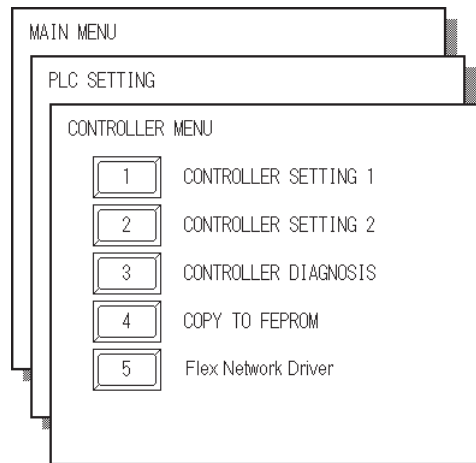 MAIN MENU
PLC SETTING
CONTROLLER MENU
1 CONTROLLER SETTING 1
2 CONTROLLER SETTING 2
3 CONTROLLER DIAGNOSIS
4 COPY TO FEPROM
5 Flex Network Driver